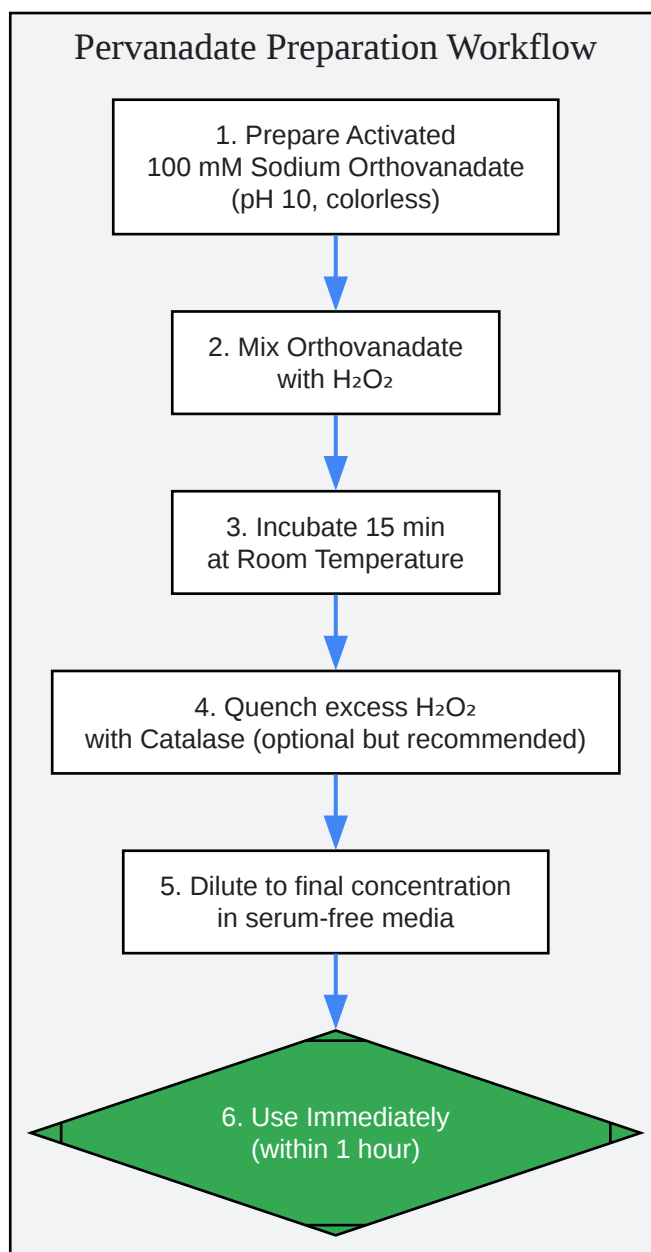 Pervanadate Preparation Workflow
1. Prepare Activated
100 mM Sodium Orthovanadate
(pH 10, colorless)
2. Mix Orthovanadate
with H₂O₂
3. Incubate 15 min
at Room Temperature
4. Quench excess H₂O₂
with Catalase (optional but recommended)
5. Dilute to final concentration
in serum-free media
6. Use Immediately
(within 1 hour)